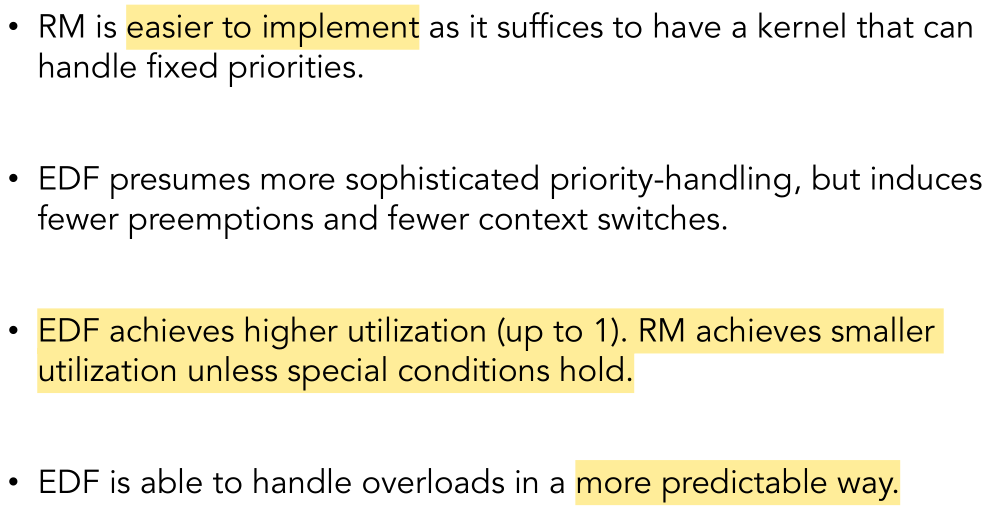 • RM is easier to implement as it suffices to have a kernel that can
handle fixed priorities.
• EDF presumes more sophisticated priority-handling, but induces
fewer preemptions and fewer context switches.
• EDF achieves higher utilization (up to 1). RM achieves smaller
utilization unless special conditions hold.
• EDF is able to handle overloads in a more predictable way.